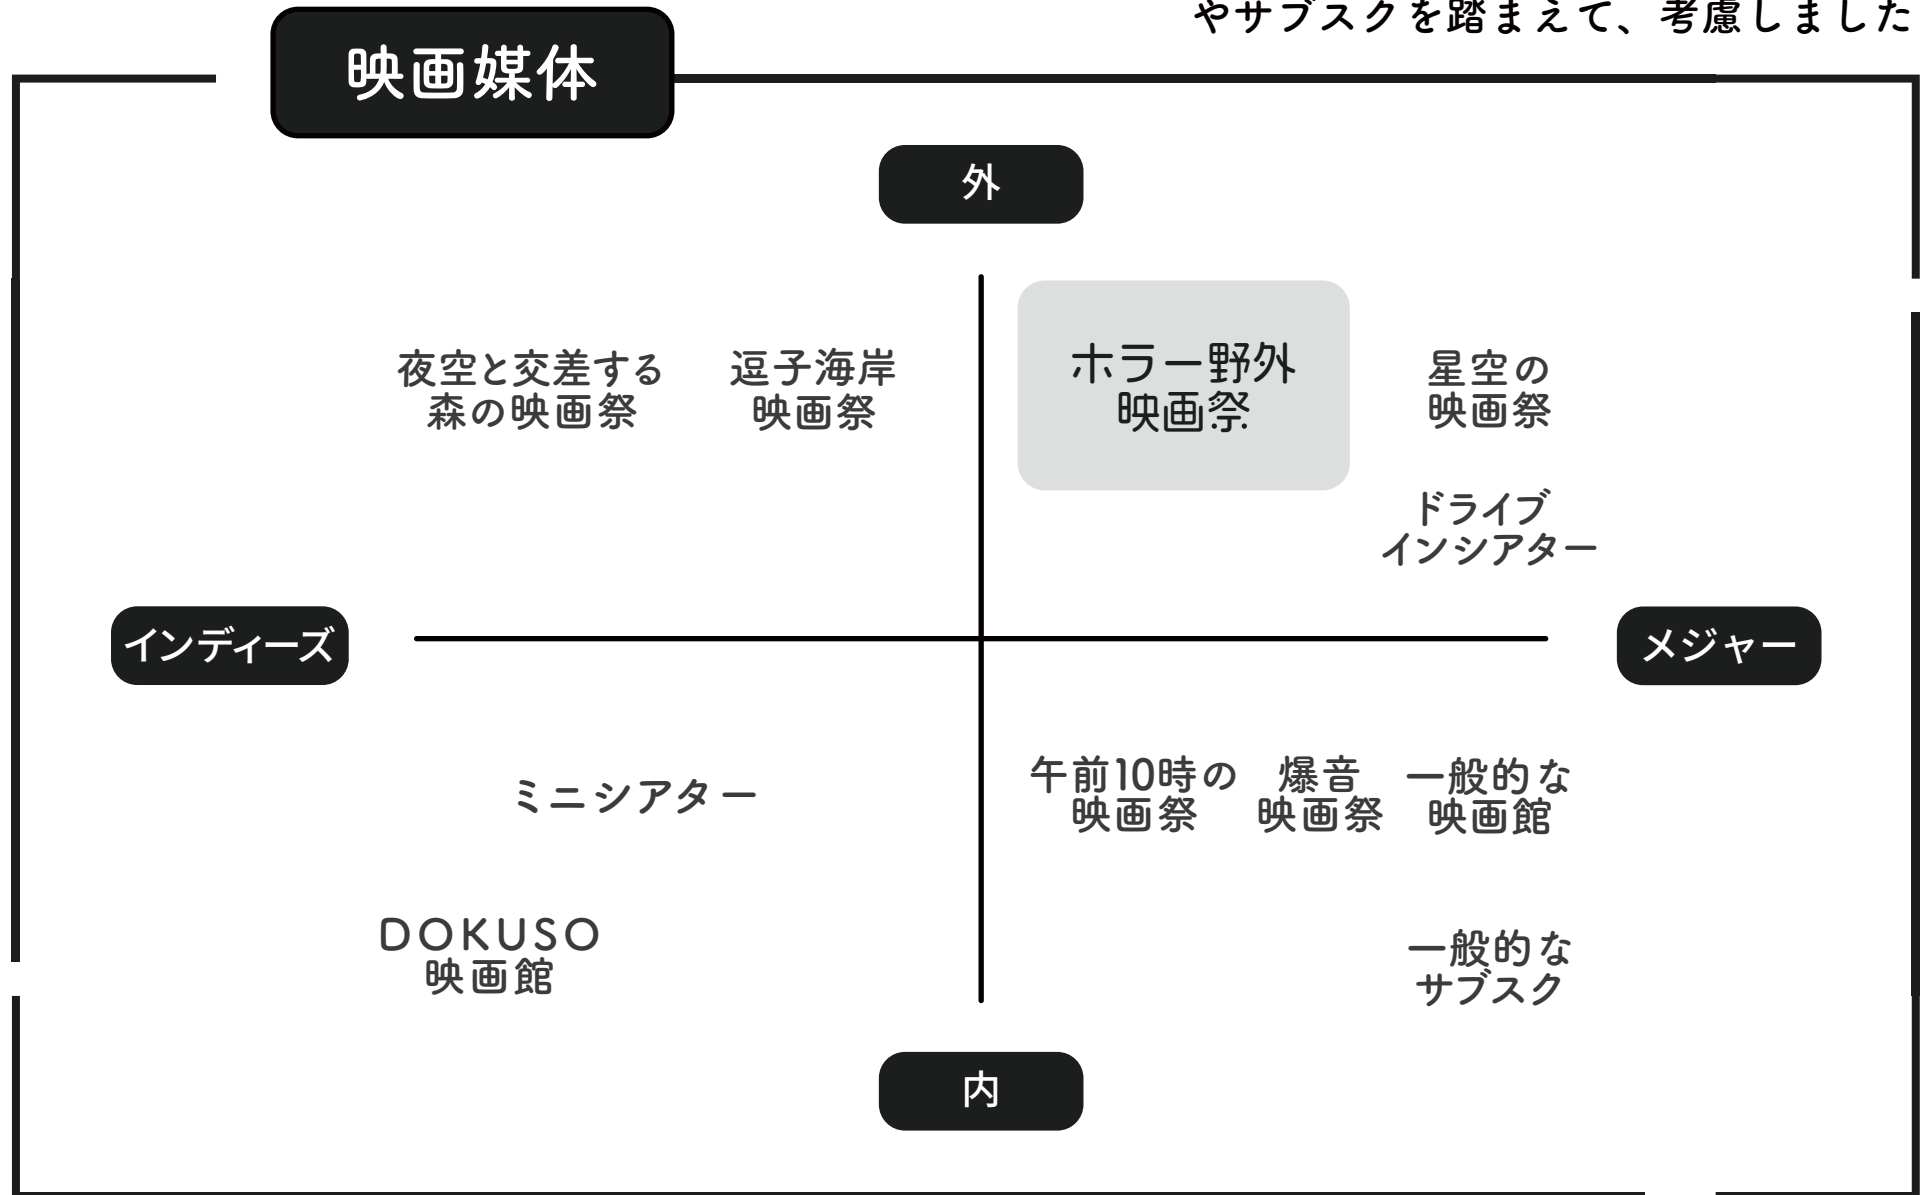 やサブスクを踏まえて、考慮しました
映画媒体
外
夜空と交差する
森の映画祭
逗子海岸
映画祭
ホラー野外
映画祭
星空の
映画祭
ドライブ
インシアター
インディーズ
メジャー
ミニシアター
午前10時の
映画祭
爆音
映画祭
一般的な
映画館
DOKUSO
映画館
一般的な
サブスク
内